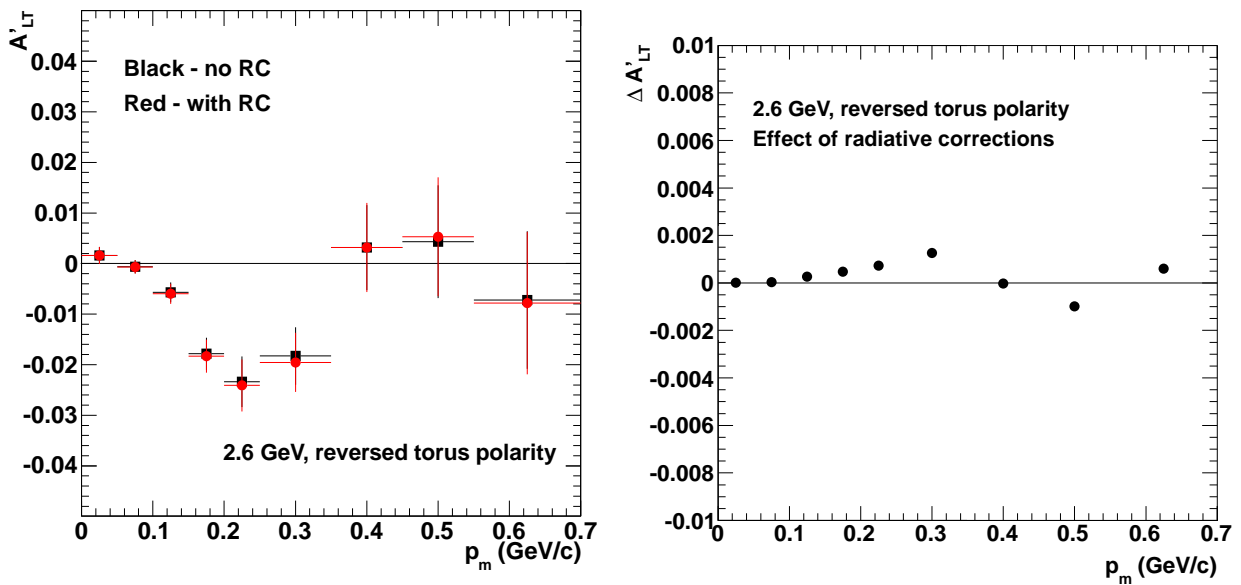 A'LT
0.04
0.03
0.02
0.01
0
-0.01
-0.02
-0.03
-0.04
Black - no RC
Red - with RC
2.6 GeV, reversed torus polarity
0 0.1 0.2 0.3 0.4 0.5 0.6 0.7
pm (GeV/c)
Δ A'LT
0.01
0.008
0.006
0.004
0.002
0
-0.002
-0.004
-0.006
-0.008
-0.01
2.6 GeV, reversed torus polarity
Effect of radiative corrections
0 0.1 0.2 0.3 0.4 0.5 0.6 0.7
pm (GeV/c)